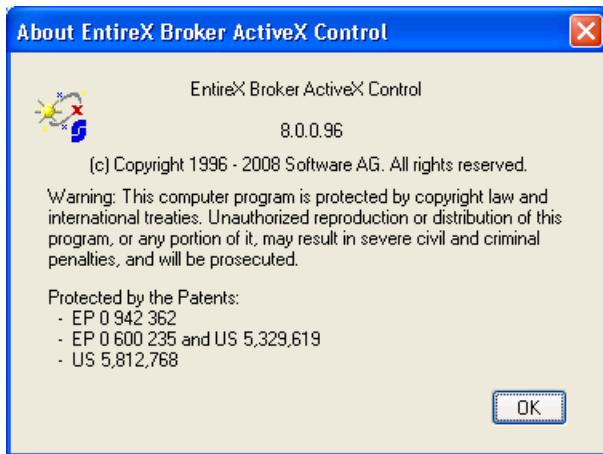 About EntireX Broker ActiveX Control
EntireX Broker ActiveX Control
8.0.0.96
(c) Copyright 1996 - 2008 Software AG. All rights reserved.
Warning: This computer program is protected by copyright law and
international treaties. Unauthorized reproduction or distribution of this
program, or any portion of it, may result in severe civil and criminal
penalties, and will be prosecuted.
Protected by the Patents:
- EP 0 942 362
- EP 0 600 235 and US 5,329,619
- US 5,812,768
OK